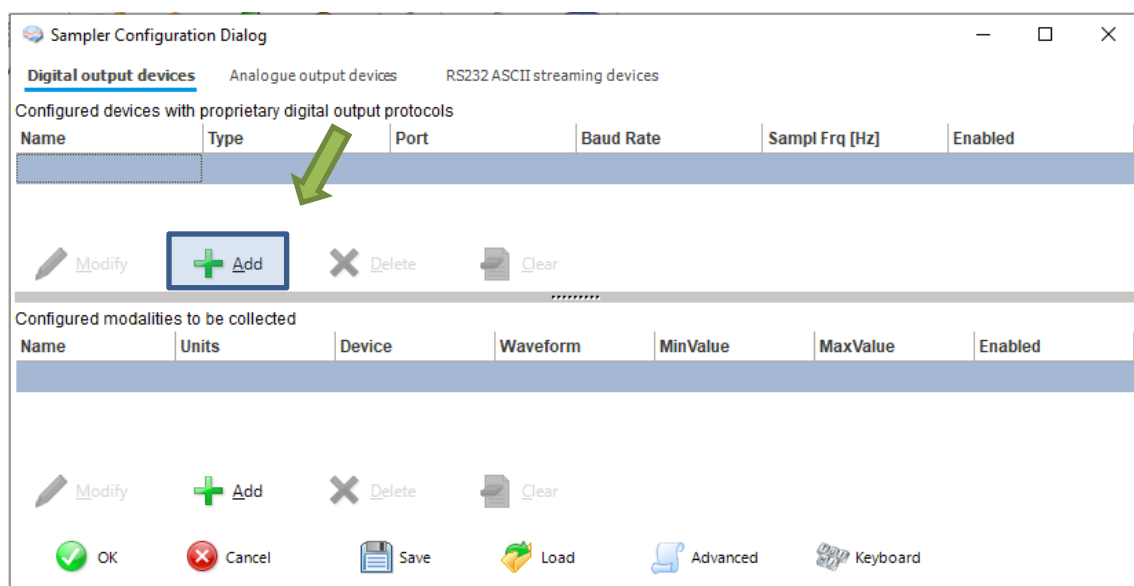 Sampler Configuration Dialog
Digital output devices Analogue output devices RS232 ASCII streaming devices
Configured devices with proprietary digital output protocols
Name Type Port Baud Rate Sampl Frq [Hz] Enabled
Modify Add Delete Clear
Configured modalities to be collected
Name Units Device Waveform MinValue MaxValue Enabled
Modify Add Delete Clear
OK Cancel Save Load Advanced Keyboard